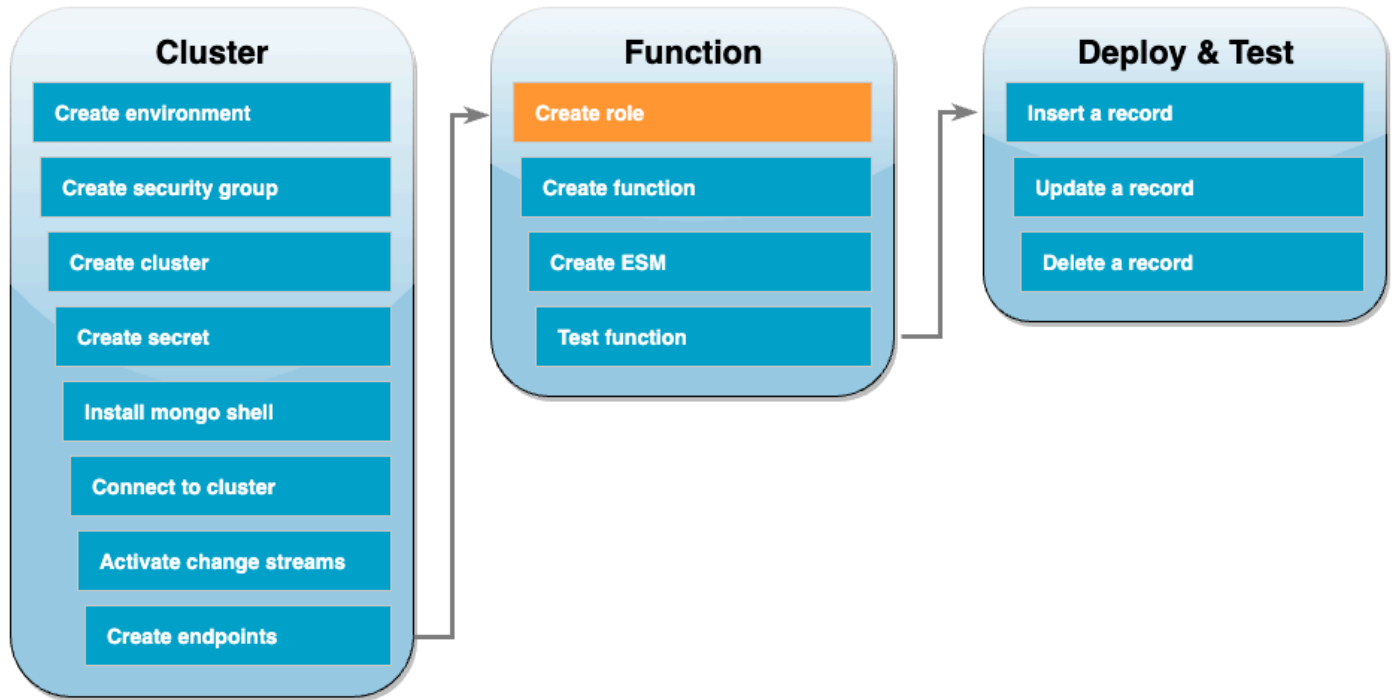 Cluster
Create environment
Create security group
Create cluster
Create secret
Install mongo shell
Connect to cluster
Activate change streams
Create endpoints
Function
Create role
Create function
Create ESM
Test function
Deploy & Test
Insert a record
Update a record
Delete a record